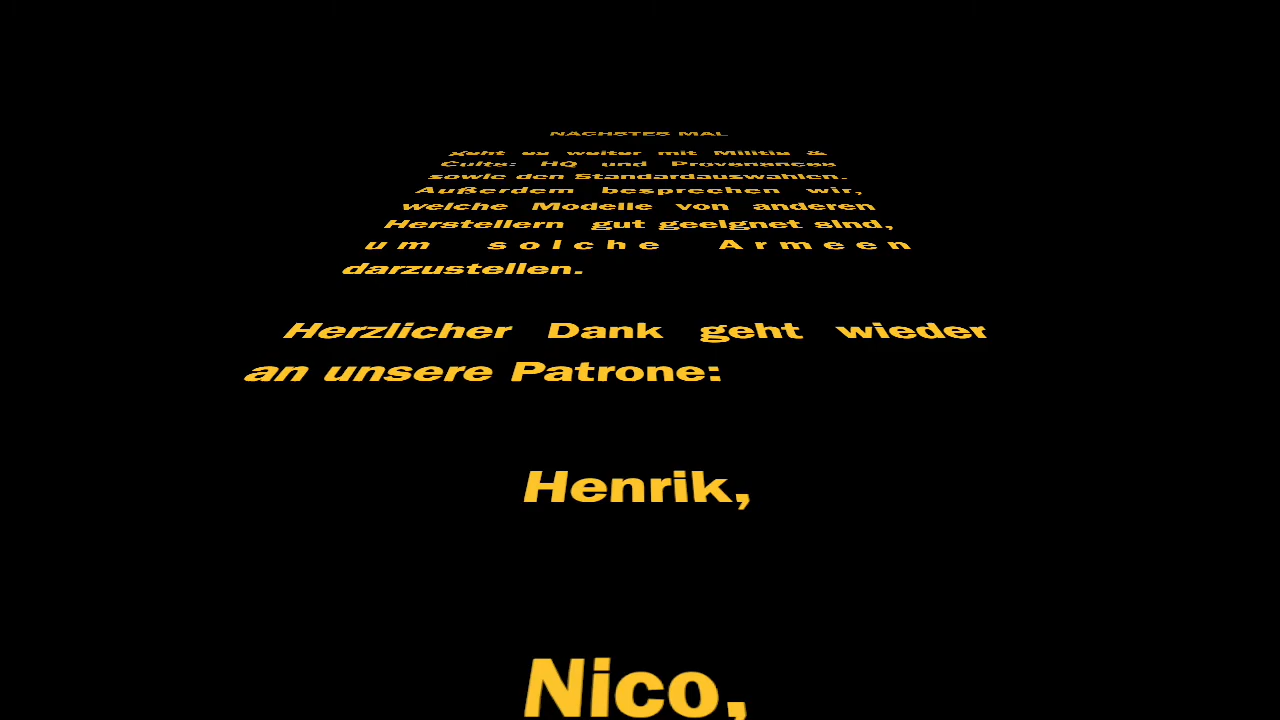 NÄCHSTES MAL
geht es weiter mit Militia &
Cults: HQ und Provenances
sowie den Standardauswahlen.
Außerdem besprechen wir,
welche Modelle von anderen
Herstellern gut geeignet sind,
um solche Armeen
darzustellen.
Herzlicher Dank geht wieder
an unsere Patrone:
Henrik,
Nico,